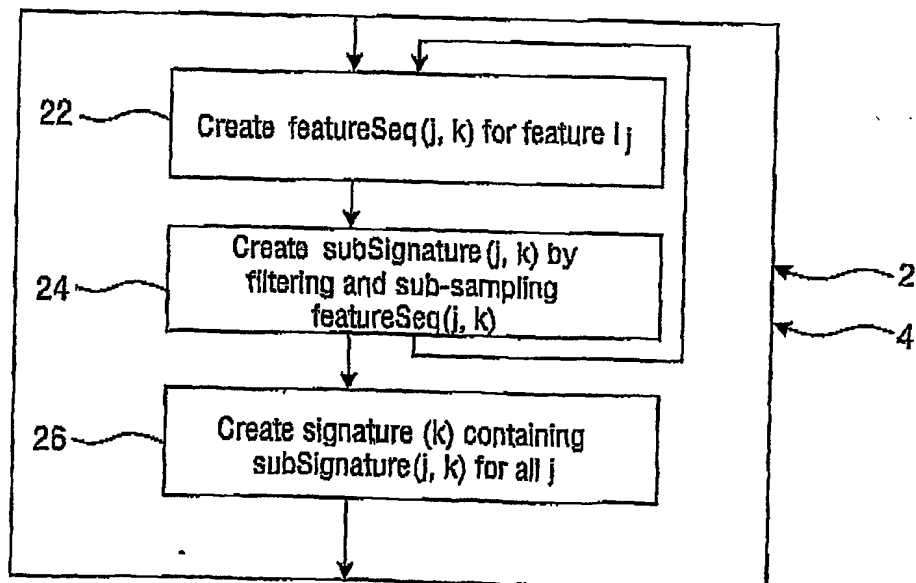 22
Create featureSeq(j, k) for feature I j
Create subSignature(j, k) by
filtering and sub-sampling
featureSeq(j, k)
24
2
4
26
Create signature (k) containing
subSignature(j, k) for all j